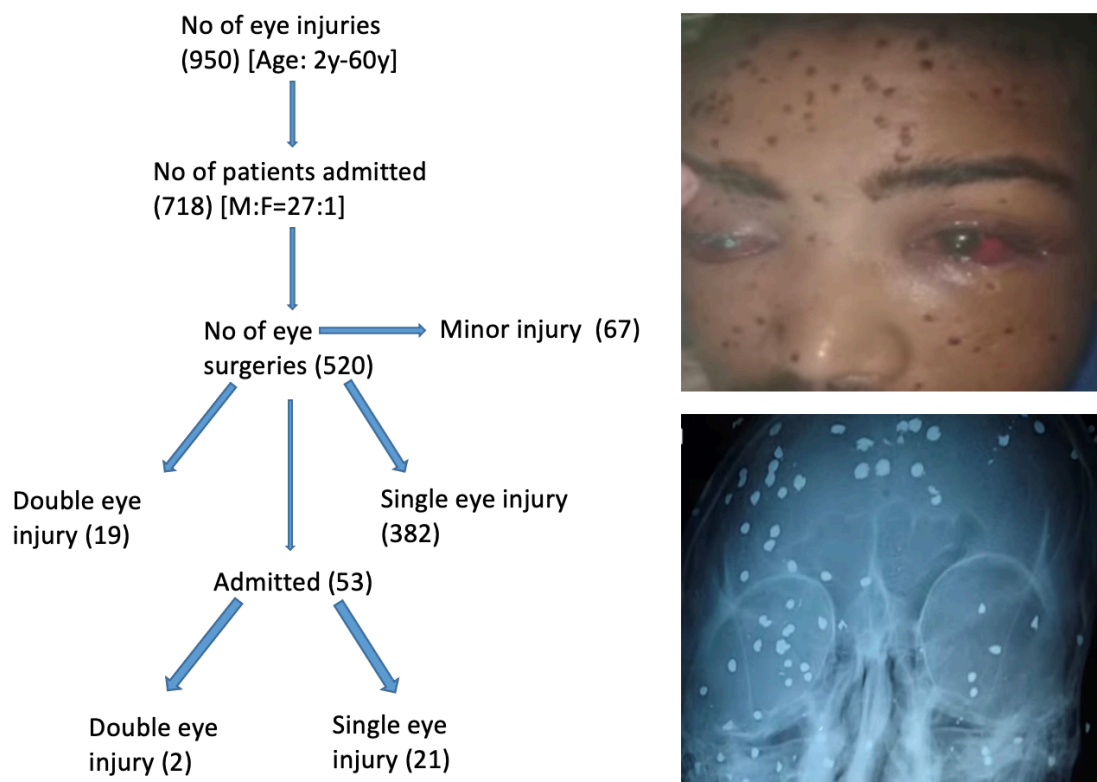 No of eye injuries
(950) [Age: 2y-60y]
No of patients admitted
(718) [M:F=27:1]
No of eye
surgeries (520)
Minor injury (67)
Double eye
injury (19)
Single eye injury
(382)
Admitted (53)
Double eye
injury (2)
Single eye
injury (21)